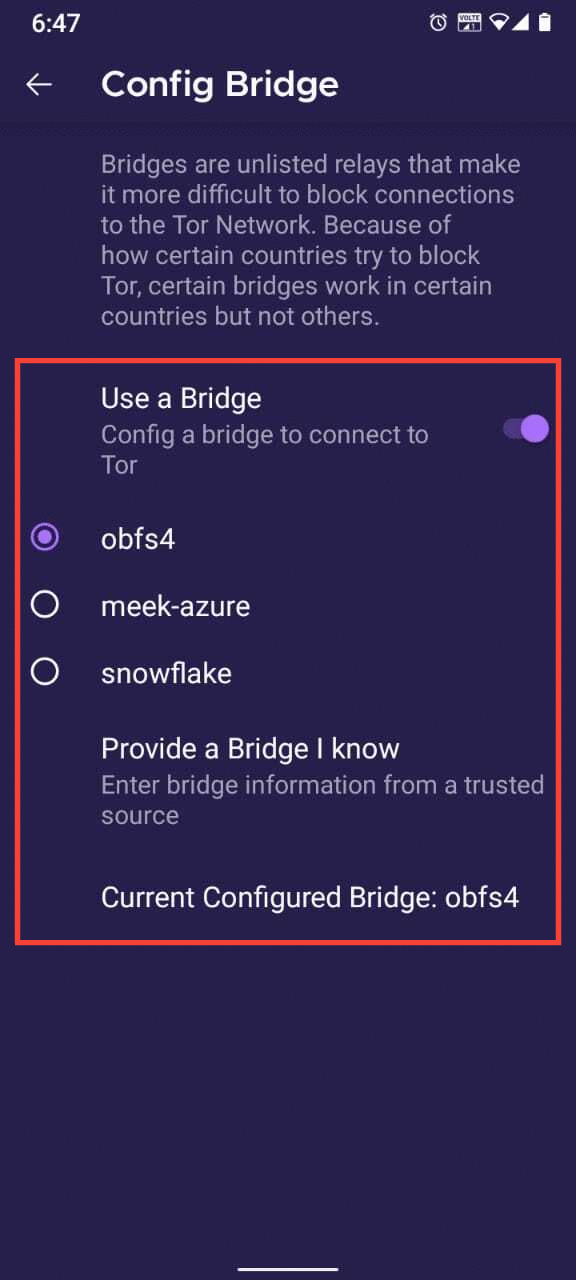 6:47
VOLTE
1
Config Bridge
Bridges are unlisted relays that make
it more difficult to block connections
to the Tor Network. Because of
how certain countries try to block
Tor, certain bridges work in certain
countries but not others.
Use a Bridge
Config a bridge to connect to
Tor
obfs4
meek-azure
snowflake
Provide a Bridge I know
Enter bridge information from a trusted
source
Current Configured Bridge: obfs4